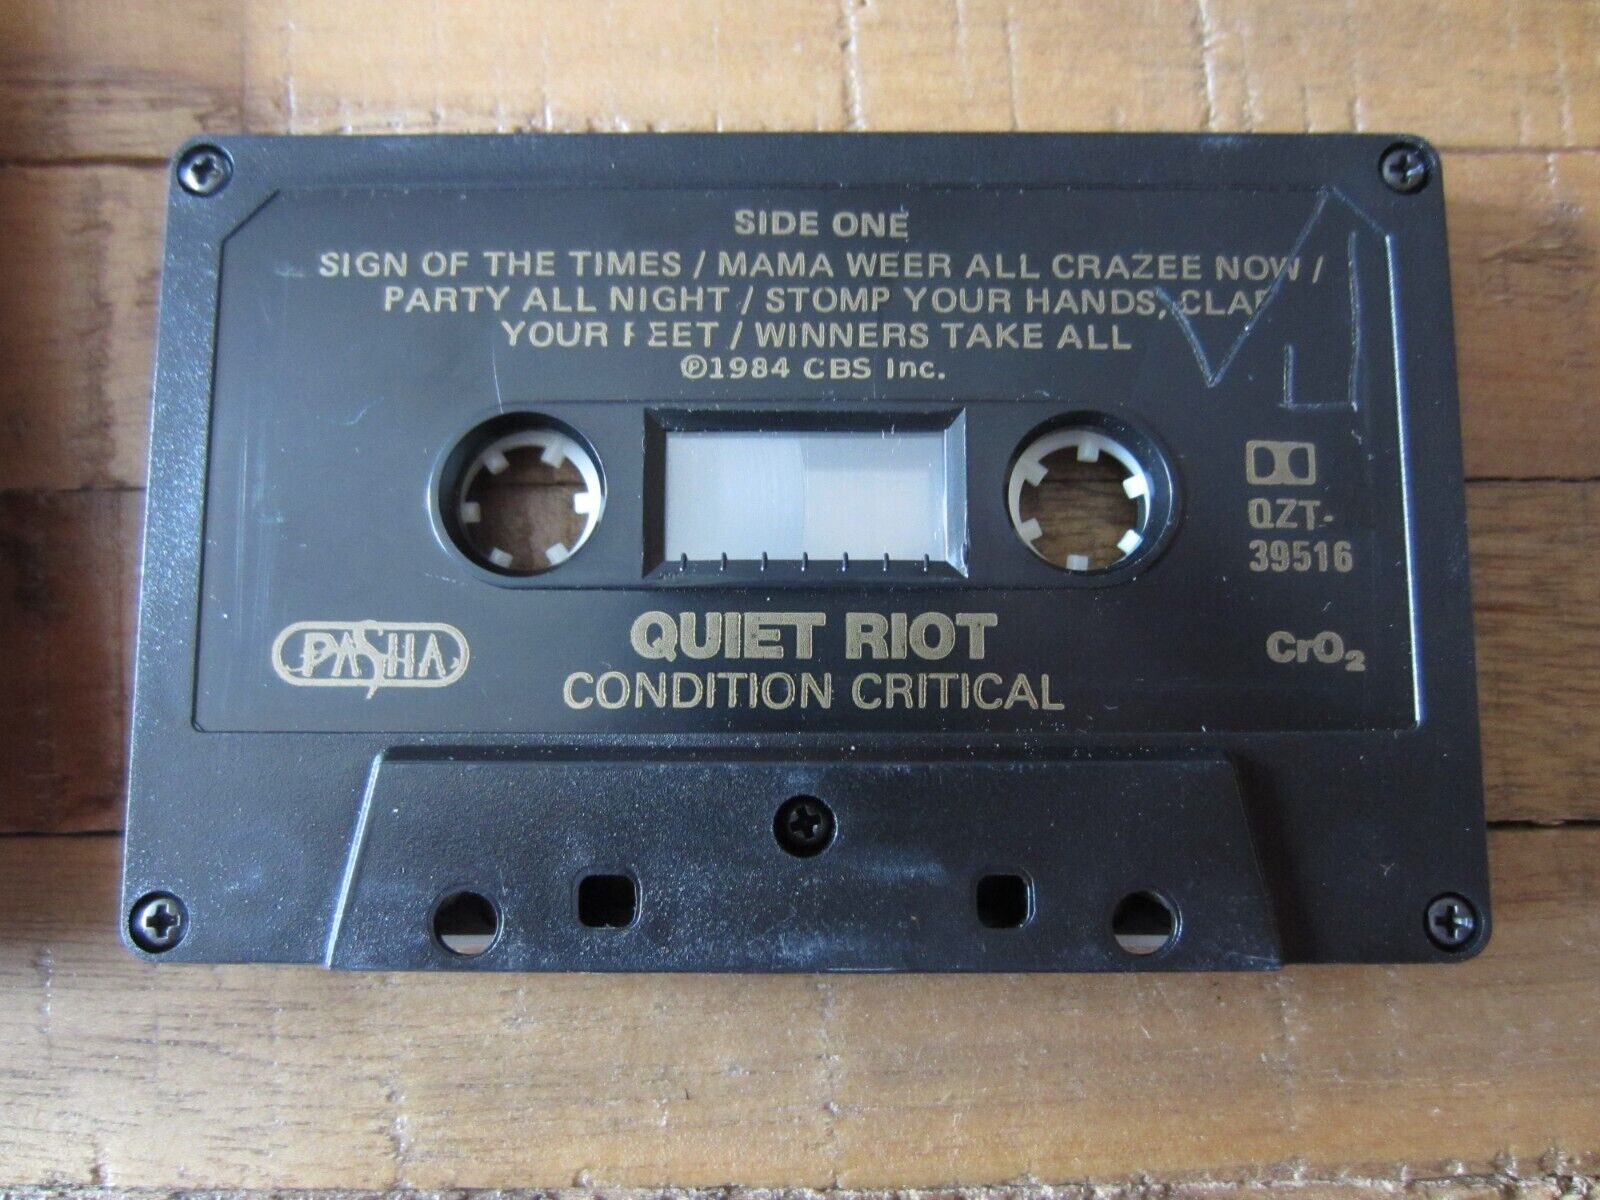 SIDE ONE
SIGN OF THE TIMES / MAMA WEER ALL CRAZEE NOW /
PARTY ALL NIGHT / STOMP YOUR HANDS, CLAP
YOUR FEET / WINNERS TAKE ALL
℗1984 CBS Inc.
QZT-
39516
PASHA
QUIET RIOT
CONDITION CRITICAL
CrO₂